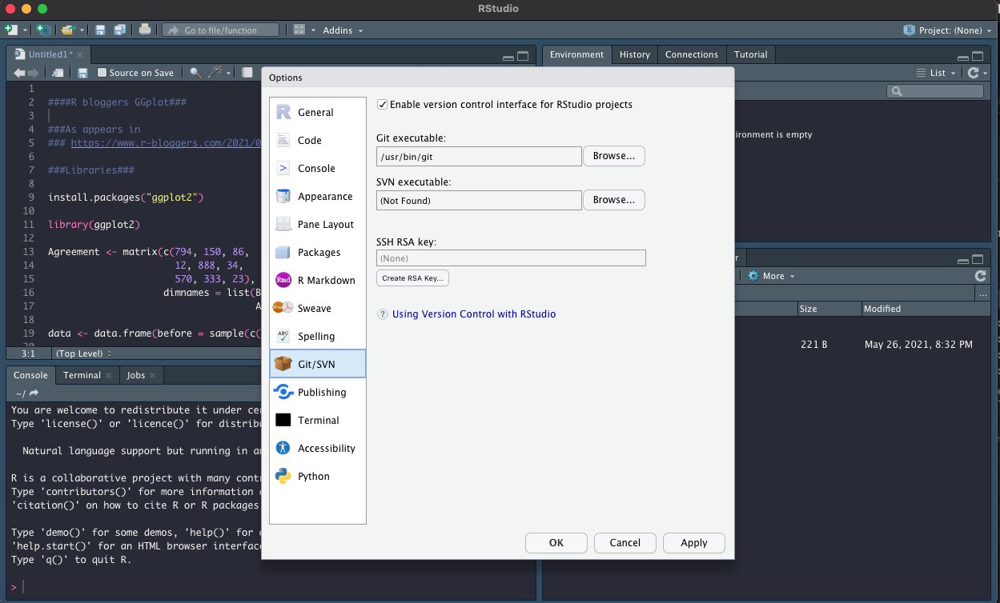 RStudio
Go to file/function
Addins
Project: (None)
Untitled1*
Source on Save
1
2 ####R bloggers GGplot###
3
4 ###As appears in
5 ### https://www.r-bloggers.com/2021/0
6
7 ###Libraries###
8
9 install.packages("ggplot2")
10
11 library(ggplot2)
12
13 Agreement <- matrix(c(794, 150, 86,
14 12, 888, 34,
15 570, 333, 23),
16 dimnames = list(B
17 A
18
19 data <- data.frame(before = sample(c(
20
3:1 (Top Level)
Console Terminal Jobs
~/
You are welcome to redistribute it under cer
Type 'license()' or 'licence()' for distribu
Natural language support but running in an
R is a collaborative project with many contr
Type 'contributors()' for more information
'citation()' on how to cite R or R packages
Type 'demo()' for some demos, 'help()' for
'help.start()' for an HTML browser interface
Type 'q()' to quit R.
>
Options
General
Code
Console
Appearance
Pane Layout
Packages
Rmd R Markdown
Sweave
ABC Spelling
Git/SVN
Publishing
Terminal
Accessibility
Python
Enable version control interface for RStudio projects
Git executable:
/usr/bin/git Browse...
SVN executable:
(Not Found) Browse...
SSH RSA key:
(None)
Create RSA Key...
? Using Version Control with RStudio
OK Cancel Apply
Environment History Connections Tutorial
List
ironment is empty
r
More
...
Size Modified
221 B May 26, 2021, 8:32 PM